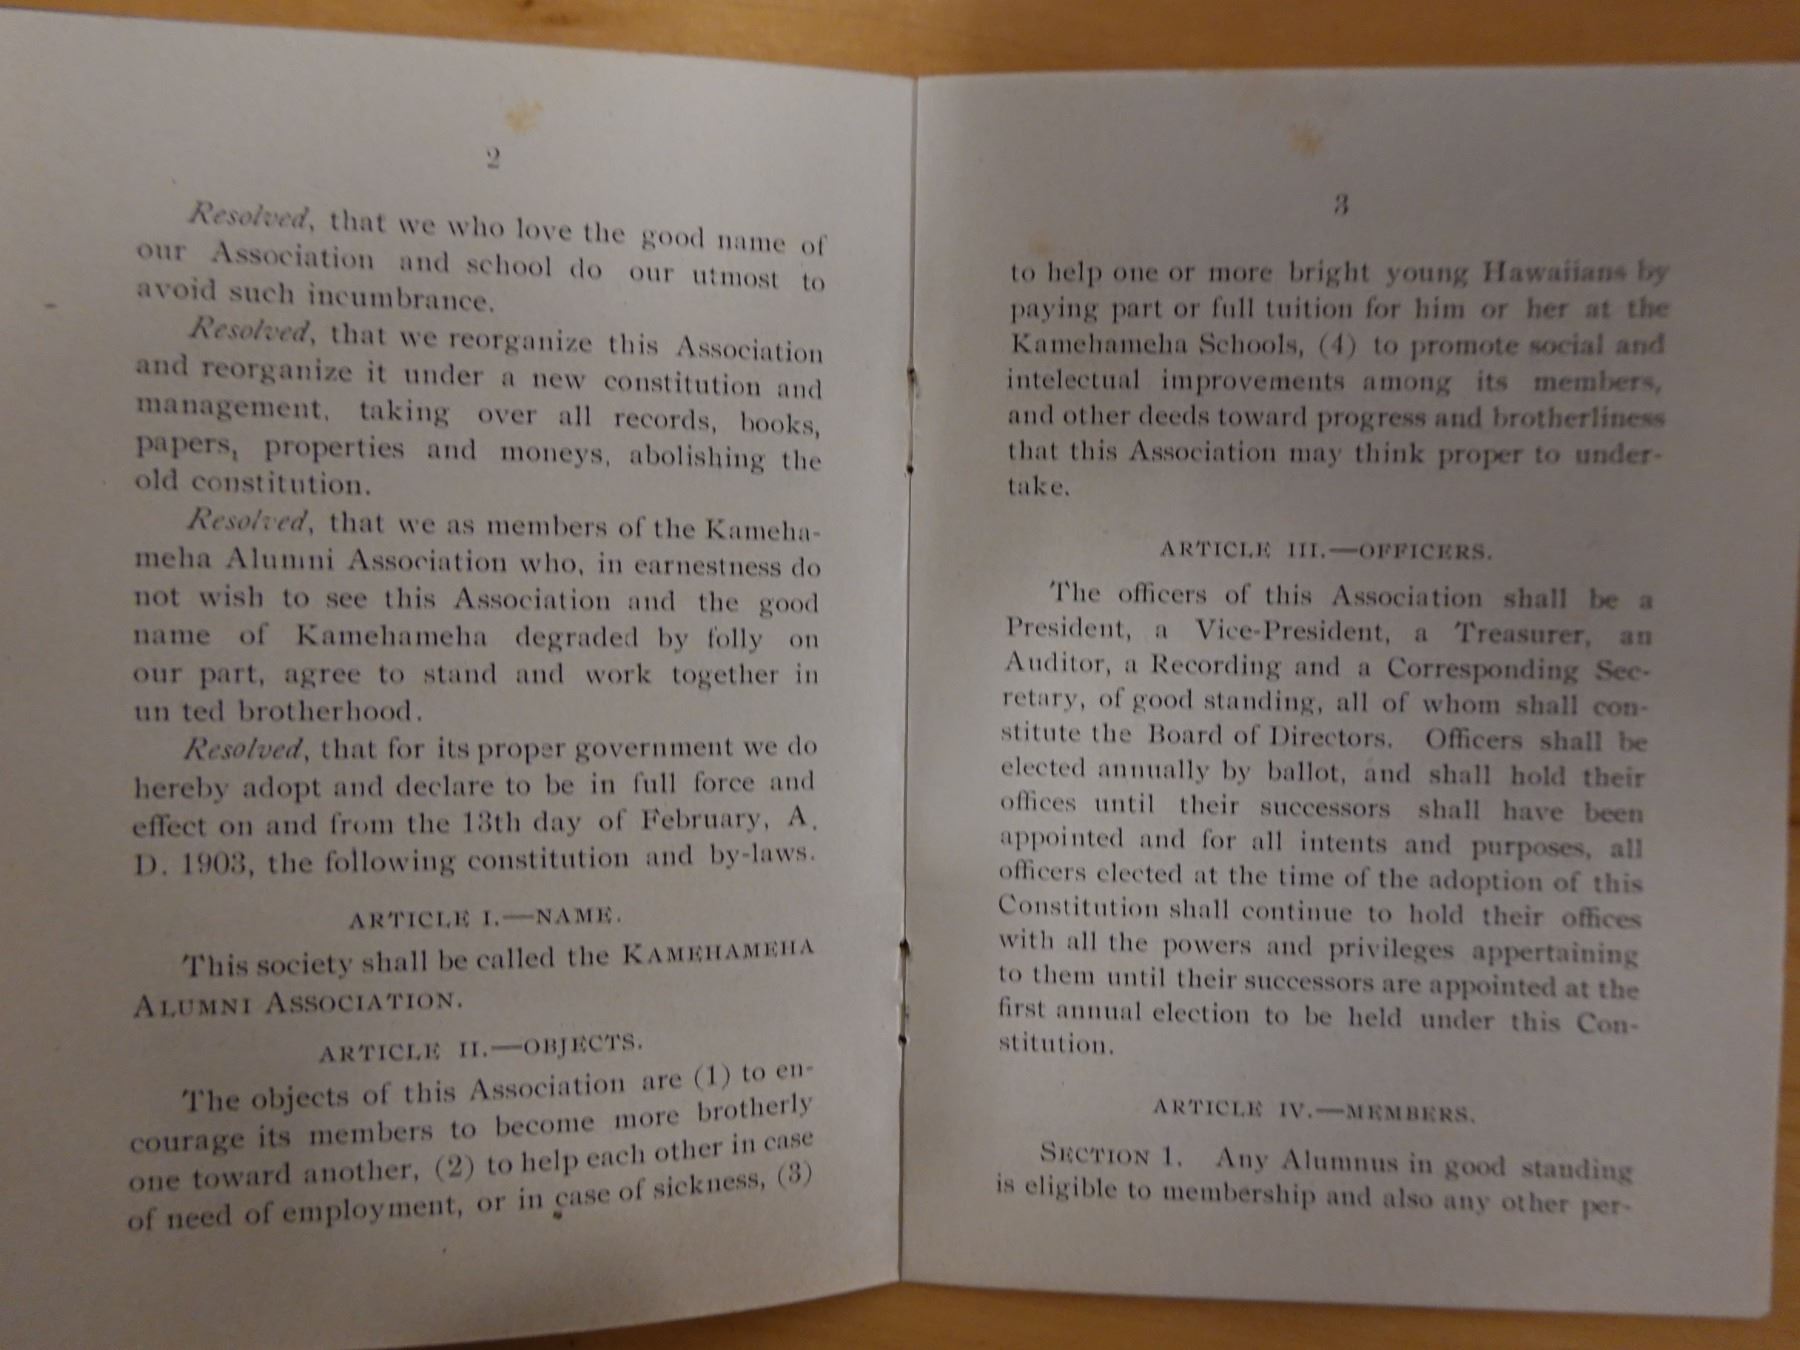 2
Resolved, that we who love the good name of
our Association and school do our utmost to
avoid such incumbrance.
Resolved, that we reorganize this Association
and reorganize it under a new constitution and
management, taking over all records, books,
papers, properties and moneys, abolishing the
old constitution.
Resolved, that we as members of the Kameha-
meha Alumni Association who, in earnestness do
not wish to see this Association and the good
name of Kamehameha degraded by folly on
our part, agree to stand and work together in
un ted brotherhood.
Resolved, that for its proper government we do
hereby adopt and declare to be in full force and
effect on and from the 13th day of February, A.
D. 1903, the following constitution and by-laws.
ARTICLE I.—NAME.
This society shall be called the KAMEHAMEHA
ALUMNI ASSOCIATION.
ARTICLE II.—OBJECTS.
The objects of this Association are (1) to en-
courage its members to become more brotherly
one toward another, (2) to help each other in case
of need of employment, or in case of sickness, (3)
3
to help one or more bright young Hawaiians by
paying part or full tuition for him or her at the
Kamehameha Schools, (4) to promote social and
intelectual improvements among its members,
and other deeds toward progress and brotherliness
that this Association may think proper to under-
take.
ARTICLE III.—OFFICERS.
The officers of this Association shall be a
President, a Vice-President, a Treasurer, an
Auditor, a Recording and a Corresponding Sec-
retary, of good standing, all of whom shall con-
stitute the Board of Directors. Officers shall be
elected annually by ballot, and shall hold their
offices until their successors shall have been
appointed and for all intents and purposes, all
officers elected at the time of the adoption of this
Constitution shall continue to hold their offices
with all the powers and privileges appertaining
to them until their successors are appointed at the
first annual election to be held under this Con-
stitution.
ARTICLE IV.—MEMBERS.
SECTION 1. Any Alumnus in good standing
is eligible to membership and also any other per-